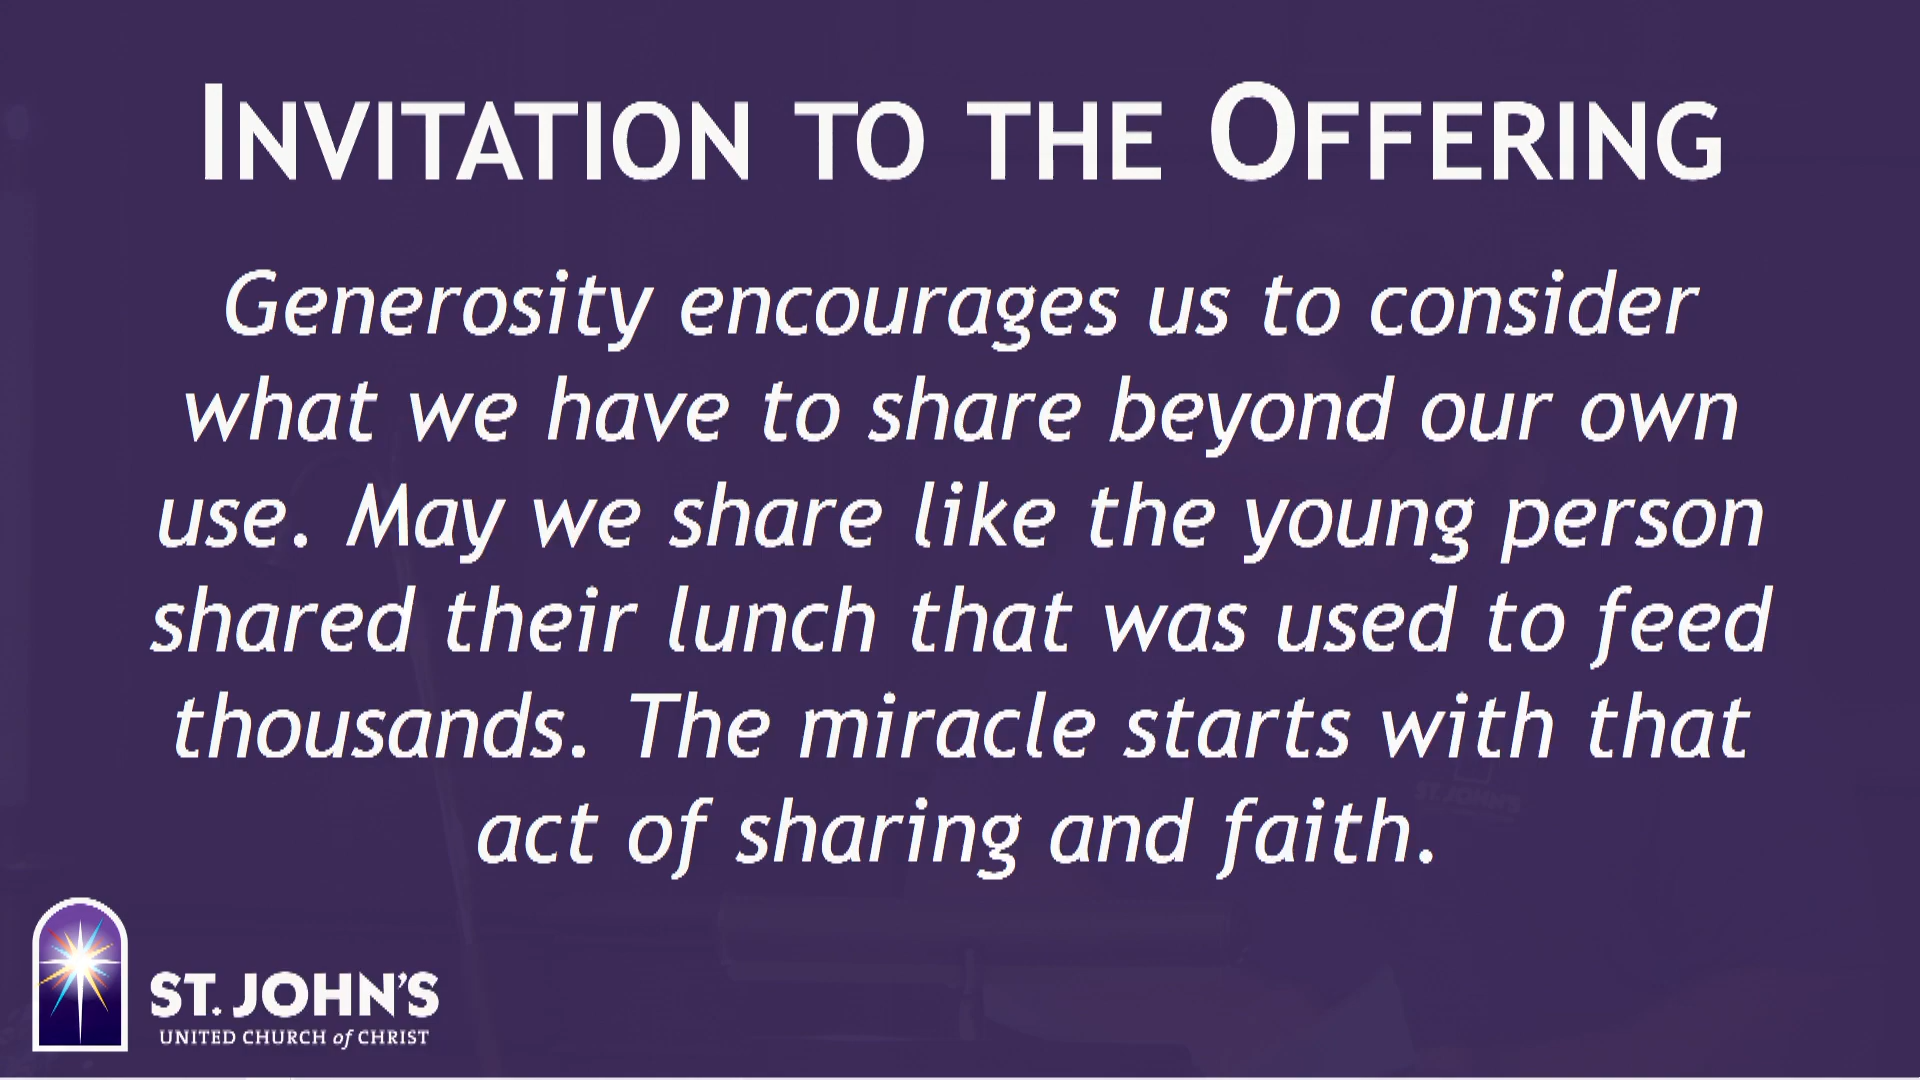 INVITATION TO THE OFFERING
Generosity encourages us to consider
what we have to share beyond our own
use. May we share like the young person
shared their lunch that was used to feed
thousands. The miracle starts with that
act of sharing and faith.
ST. JOHN'S
ST. JOHN'S
UNITED CHURCH of CHRIST